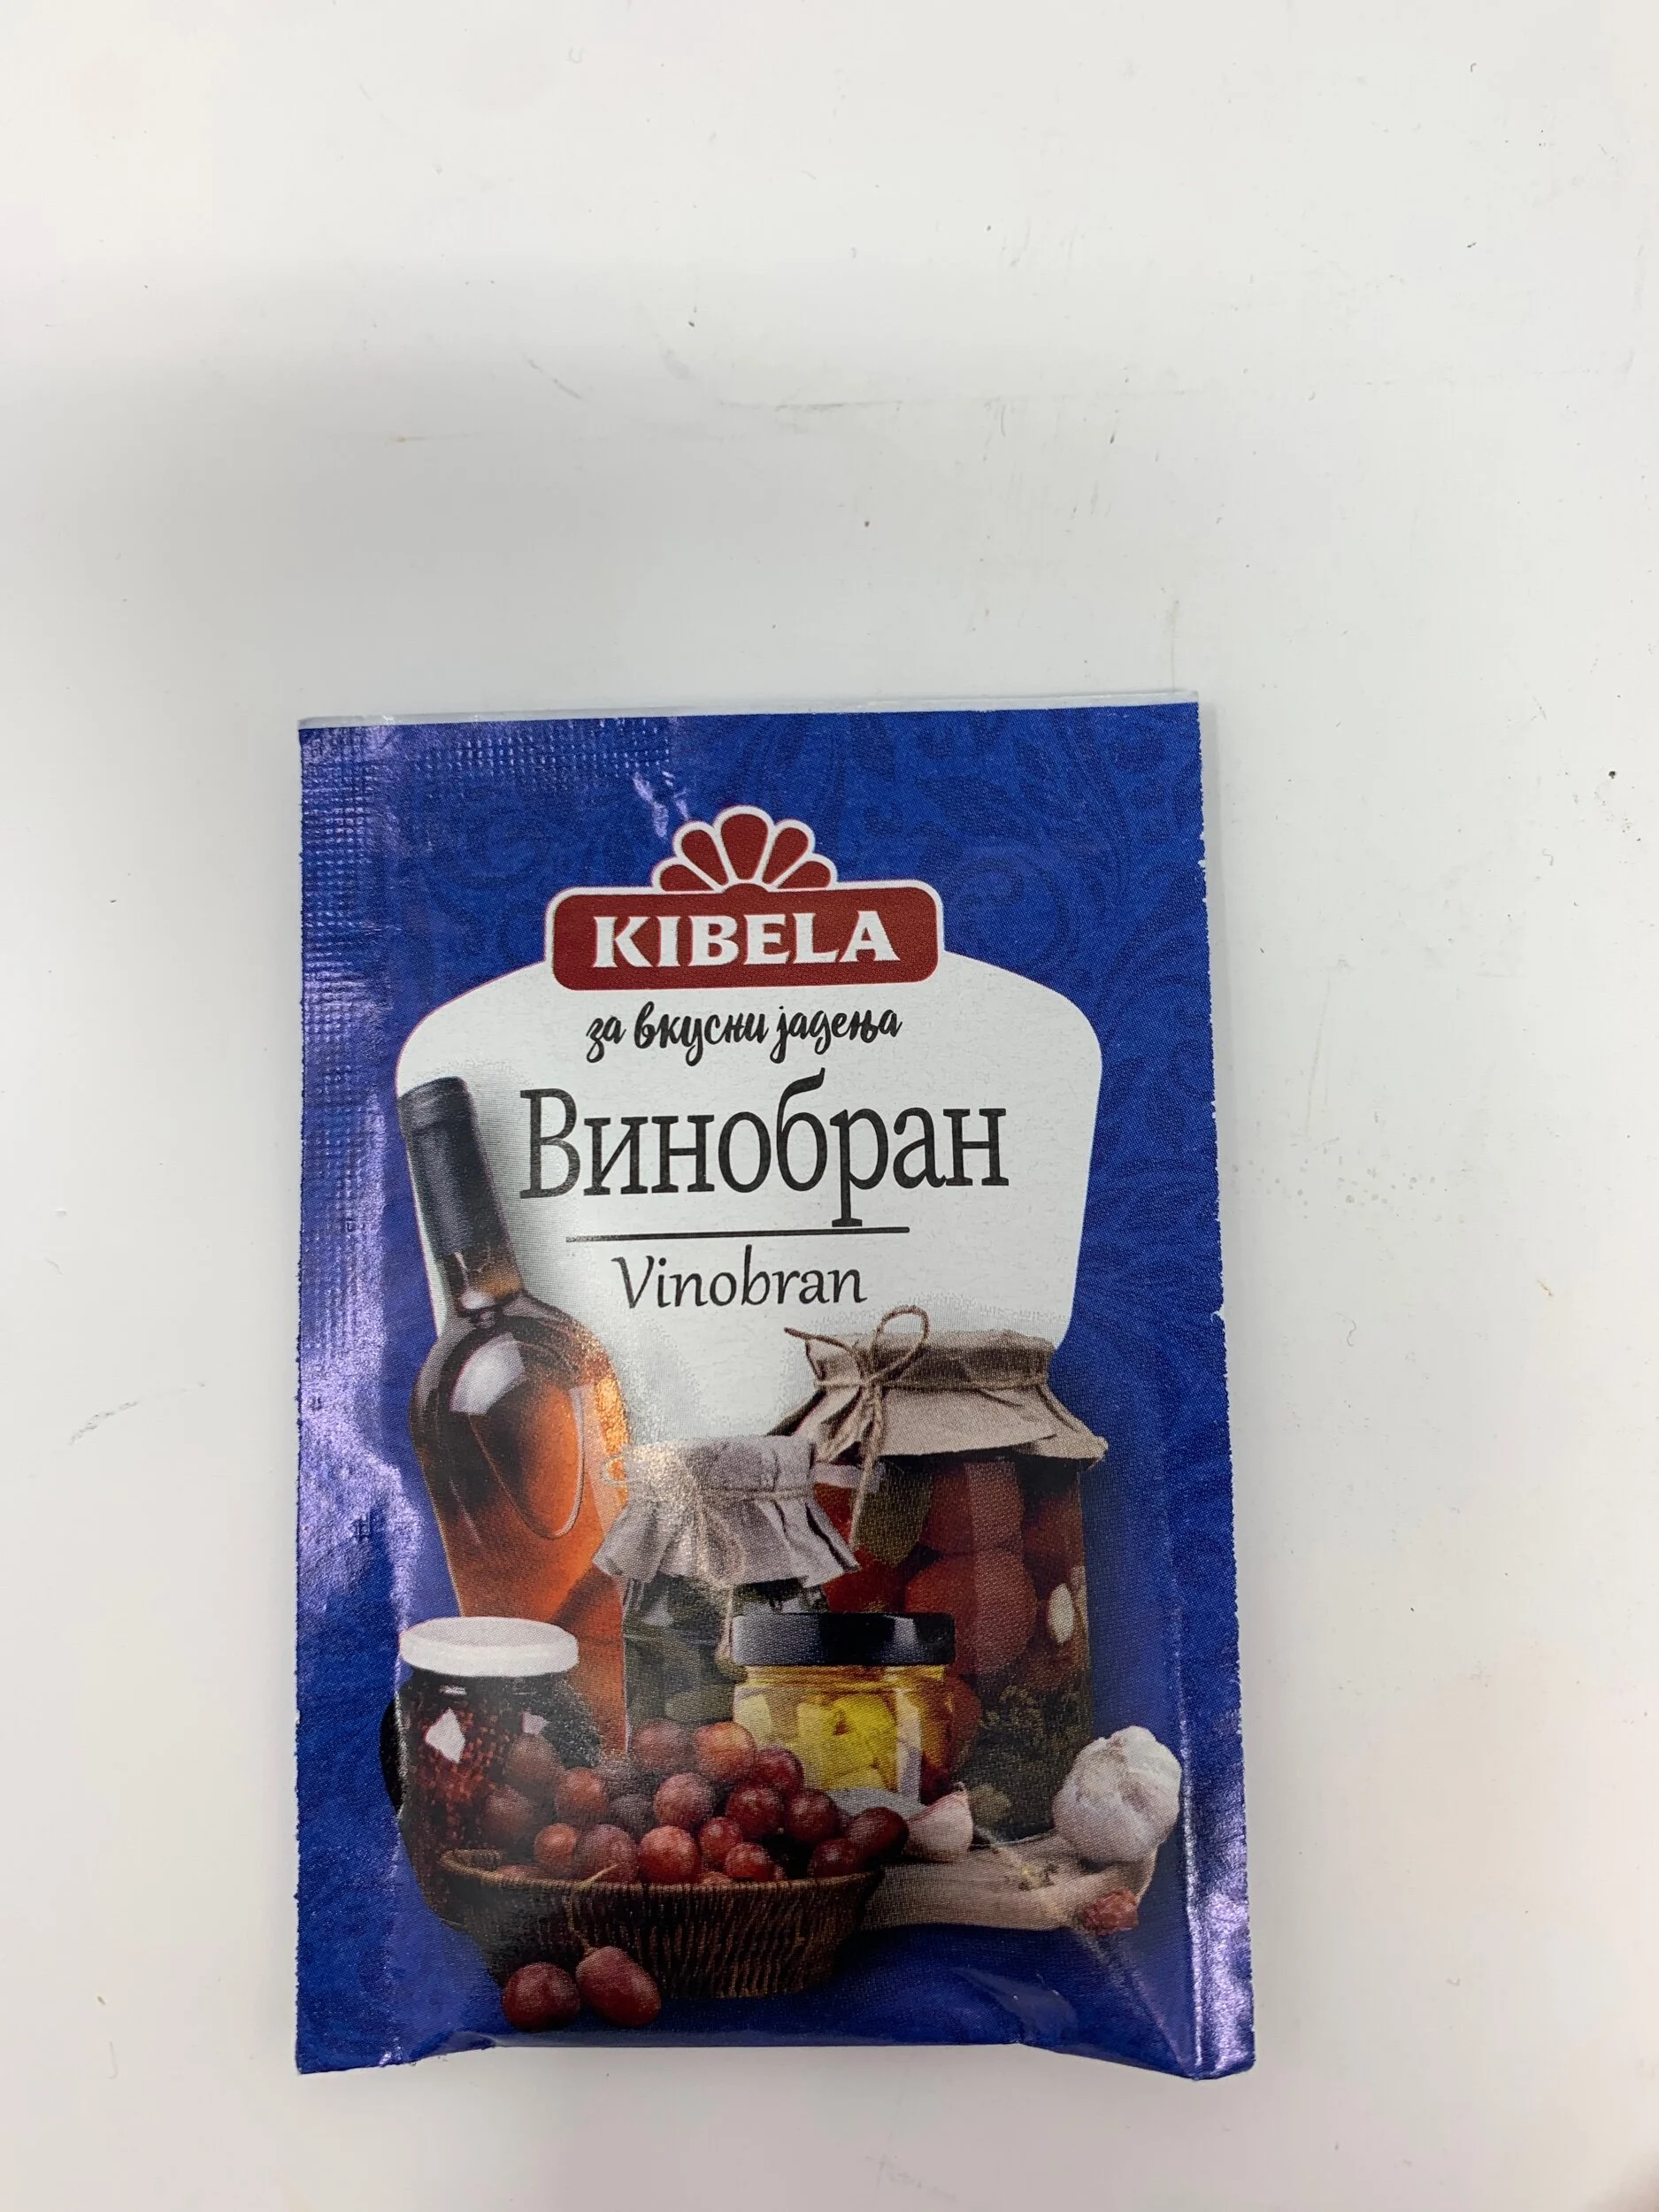 KIBELA
за вкусни јадења
Винобран
Vinobran